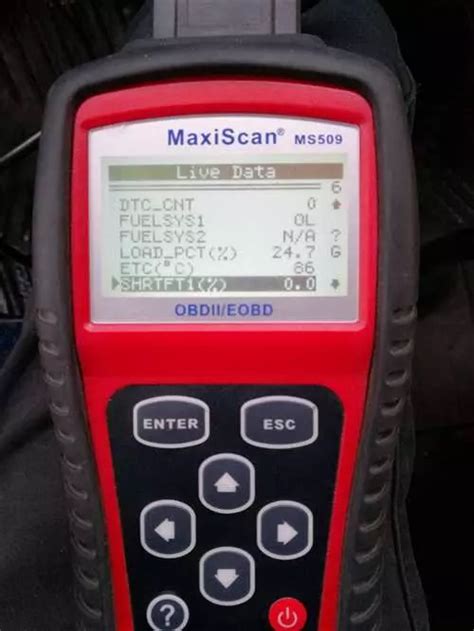 MaxiScan® MS509
Live Data
6
DTC_CNT 0
FUELSYS1 OL
FUELSYS2 N/A ?
LOAD_PCT(%) 24.7 G
ETC(°C) 86
SHRTFT1(%) 0.0
OBDII/EOBD
ENTER ESC
?